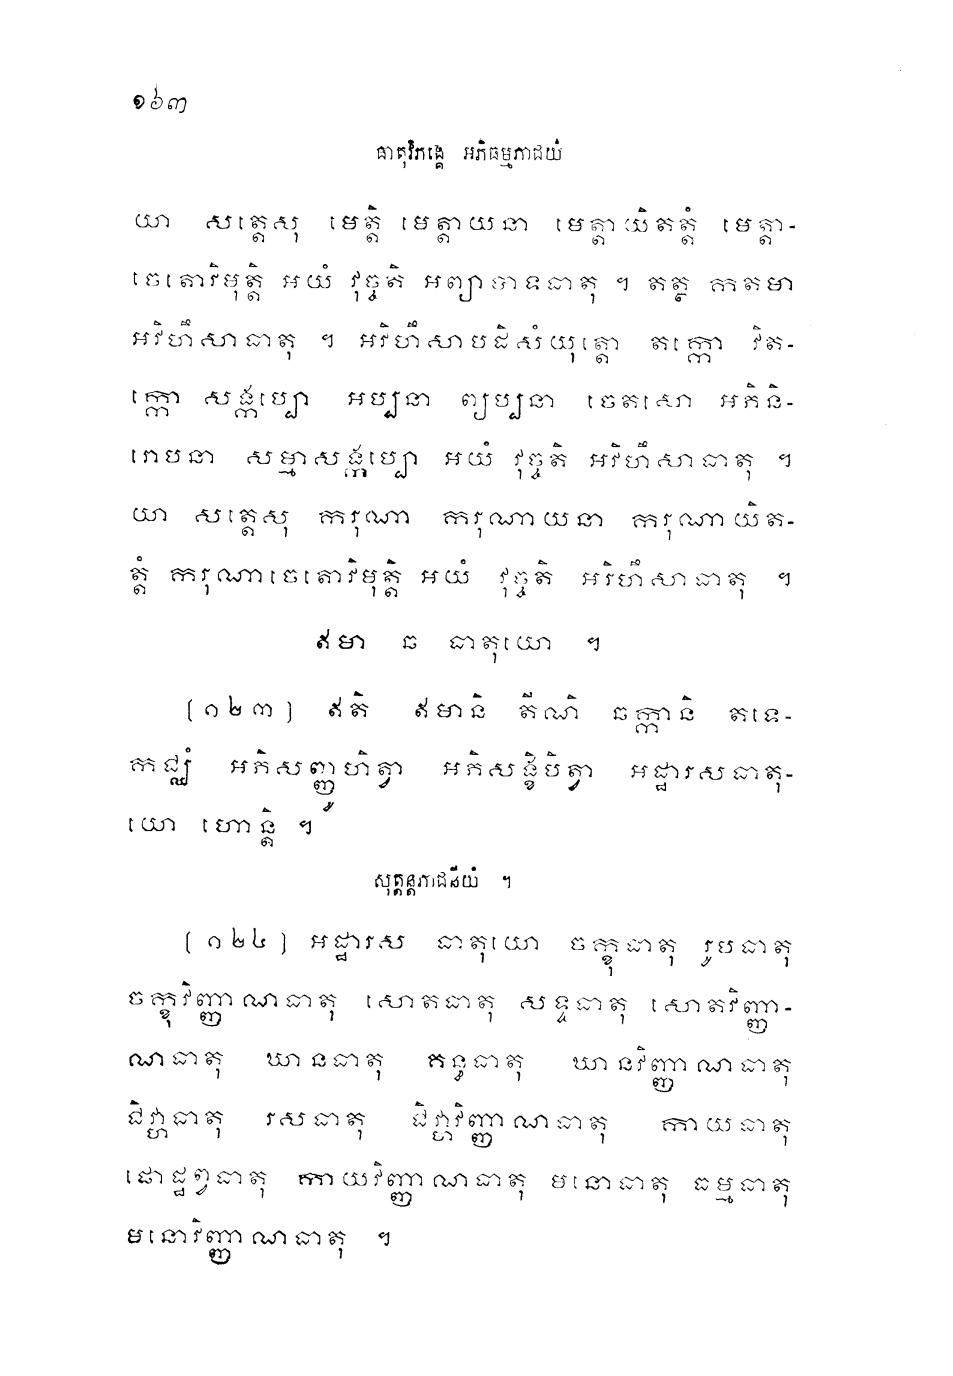 ១៦៣
ធាតុវិភង្គេ អភិធម្មភាជនីយំ
យា សត្តេសុ មេត្តិ មេត្តាយនា មេត្តាយិតត្តំ មេត្តា-
ចេតោវិមុត្តិ អយំ វុច្ចតិ អព្យាបាទធាតុ ។ តត្ថ កតមា
អវិហឹសាធាតុ ។ អវិហឹសាបដិសំយុត្តោ តក្កោ វិត-
ក្កោ សង្កប្បោ អប្បនា ព្យប្បនា ចេតសោ អភិនិ-
រោបនា សម្មាសង្កប្បោ អយំ វុច្ចតិ អវិហឹសាធាតុ ។
យា សត្តេសុ ករុណា ករុណាយនា ករុណាយិត-
ត្តំ ករុណាចេតោវិមុត្តិ អយំ វុច្ចតិ អវិហឹសាធាតុ ។
ឥមា ឆ ធាតុយោ ។
[១២៣] ឥតិ ឥមានិ តីណិ ឆក្កានិ តទេ-
កជ្ឈំ អភិសញ្ញូហិត្វា អភិសង្ខិបិត្វា អដ្ឋារសធាតុ-
យោ ហោន្តិ ។
សុត្តន្តភាជនីយំ ។
[១២៤] អដ្ឋារស ធាតុយោ ចក្ខុធាតុ រូបធាតុ
ចក្ខុវិញ្ញាណធាតុ សោតធាតុ សទ្ទធាតុ សោតវិញ្ញា-
ណធាតុ ឃានធាតុ គន្ធធាតុ ឃានវិញ្ញាណធាតុ
ជិវ្ហាធាតុ រសធាតុ ជិវ្ហាវិញ្ញាណធាតុ កាយធាតុ
ផោដ្ឋព្វធាតុ កាយវិញ្ញាណធាតុ មនោធាតុ ធម្មធាតុ
មនោវិញ្ញាណធាតុ ។